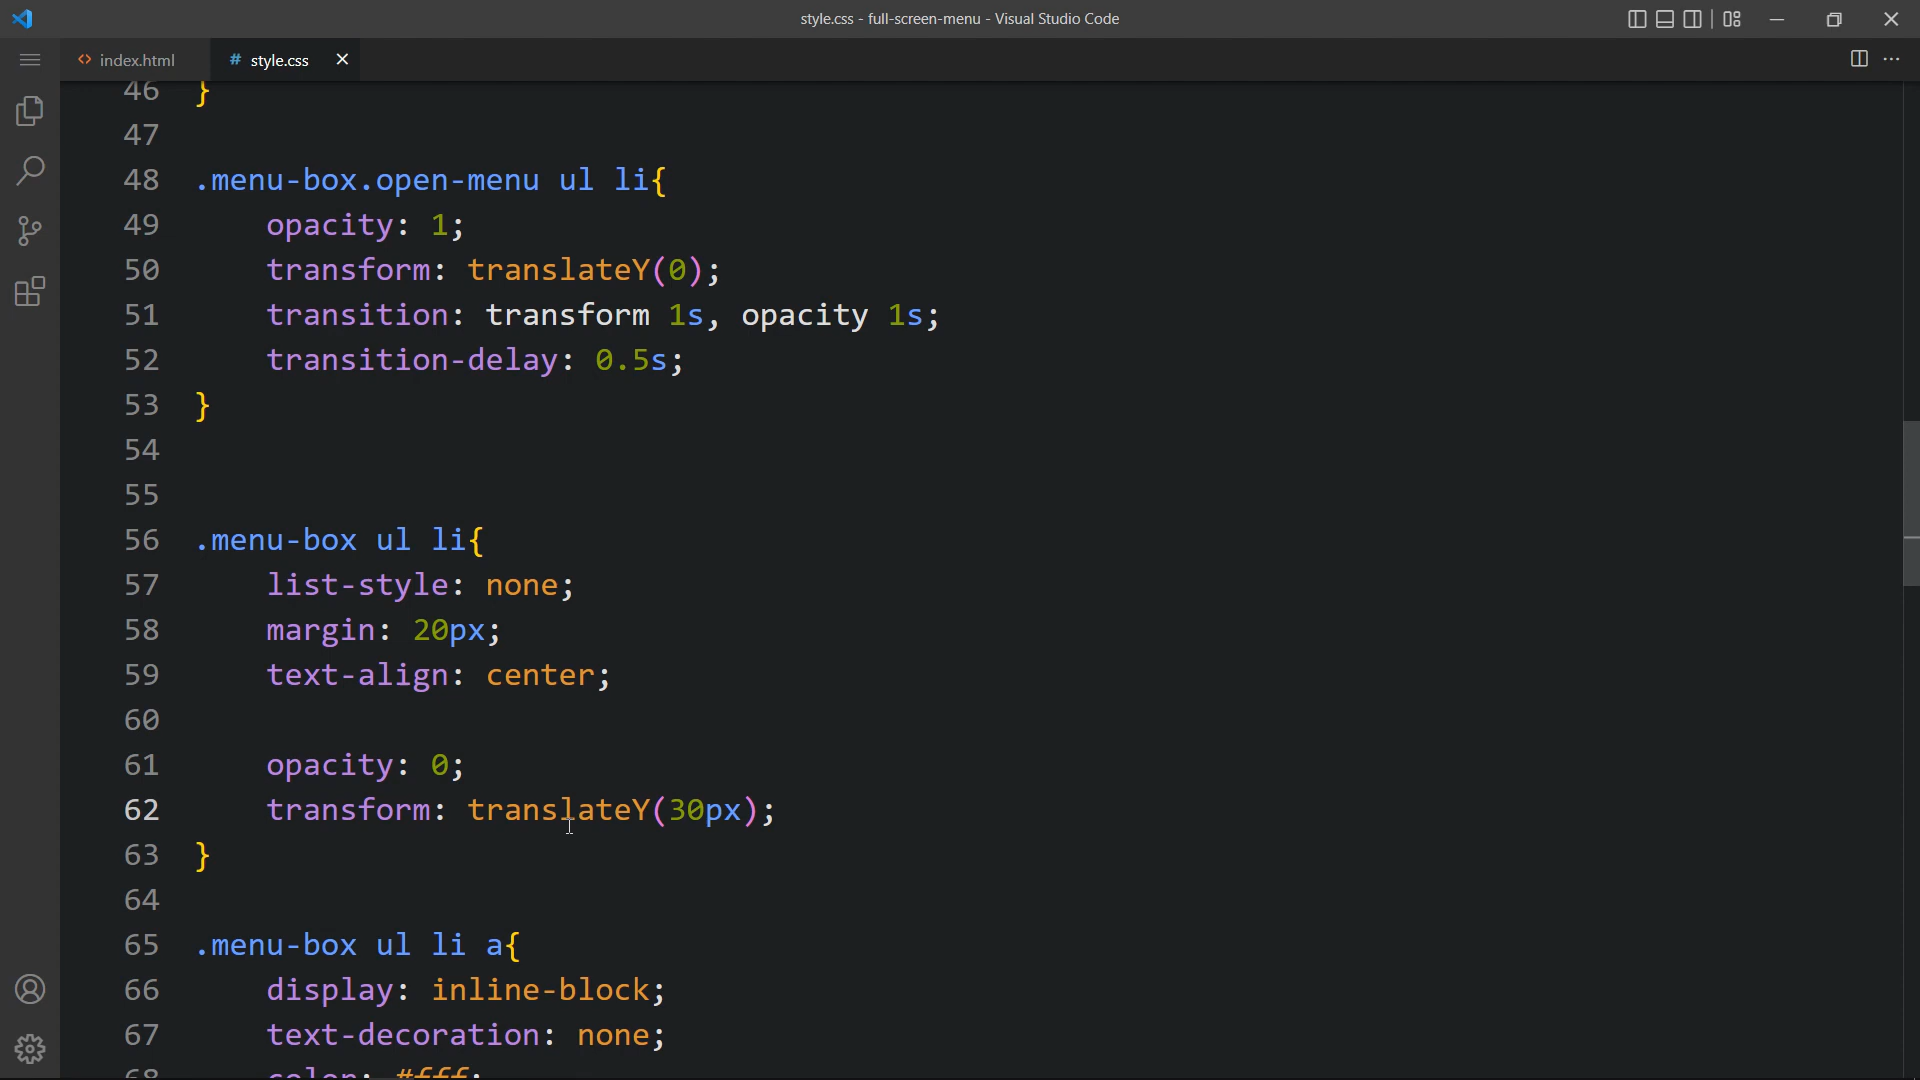 style.css - full-screen-menu - Visual Studio Code
<> index.html # style.css
46 }
47
48 .menu-box.open-menu ul li{
49 opacity: 1;
50 transform: translateY(0);
51 transition: transform 1s, opacity 1s;
52 transition-delay: 0.5s;
53 }
54
55
56 .menu-box ul li{
57 list-style: none;
58 margin: 20px;
59 text-align: center;
60
61 opacity: 0;
62 transform: translateY(30px);
63 }
64
65 .menu-box ul li a{
66 display: inline-block;
67 text-decoration: none;
68 color: #fff;